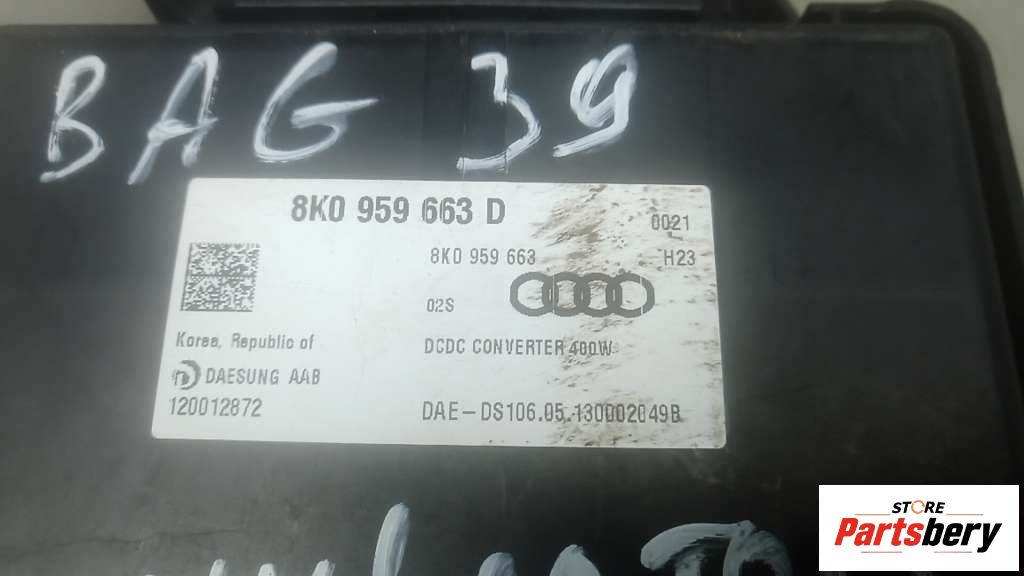 BAG 39
8K0 959 663 D
0021
8K0 959 663
H23
02S
Korea, Republic of
DCDC CONVERTER 400W
DAESUNG AAB
120012872
DAE-DS106.05.130002049B
STORE
Partsbery